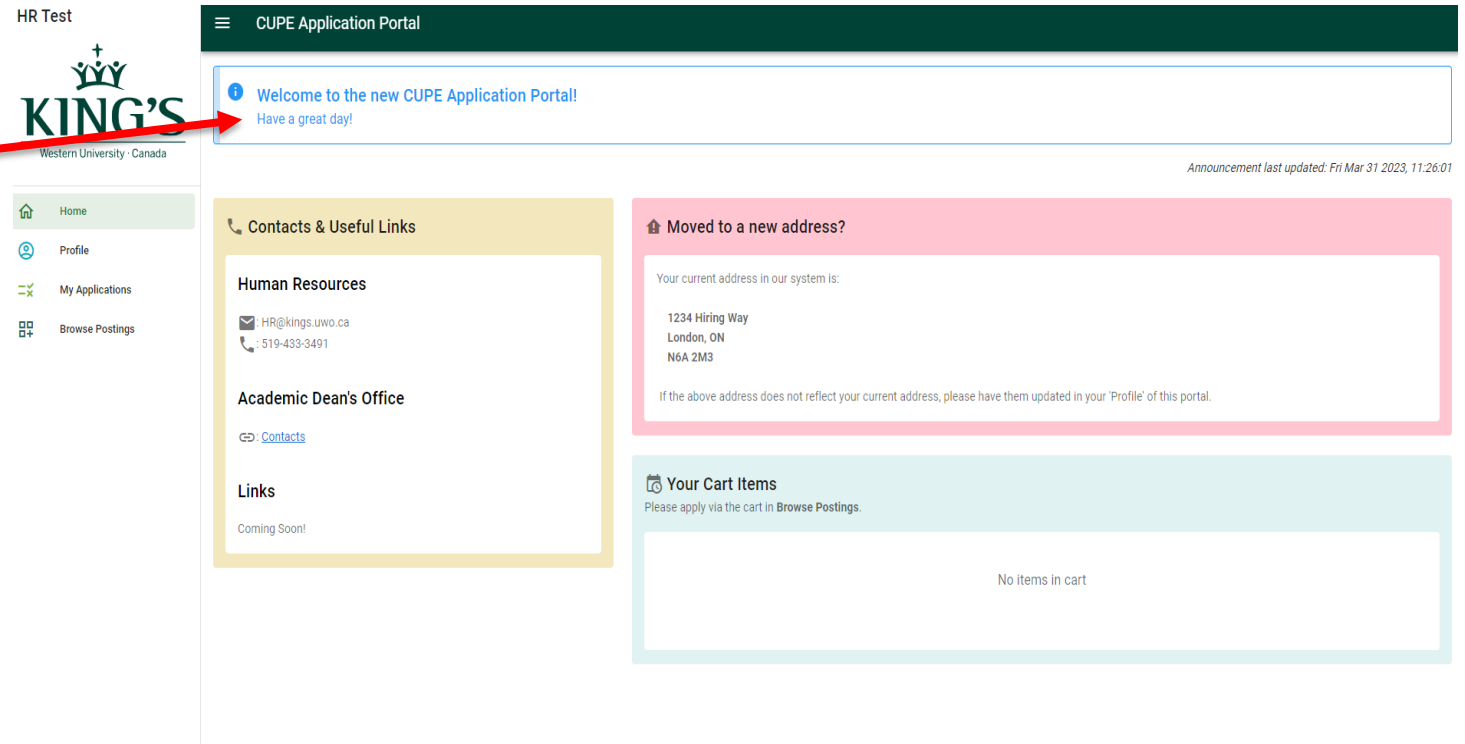 HR Test
KING'S
Western University · Canada
Home
Profile
My Applications
Browse Postings
CUPE Application Portal
Welcome to the new CUPE Application Portal!
Have a great day!
Announcement last updated: Fri Mar 31 2023, 11:26:01
Contacts & Useful Links
Human Resources
: HR@kings.uwo.ca
: 519-433-3491
Academic Dean's Office
: Contacts
Links
Coming Soon!
Moved to a new address?
Your current address in our system is:
1234 Hiring Way
London, ON
N6A 2M3
If the above address does not reflect your current address, please have them updated in your 'Profile' of this portal.
Your Cart Items
Please apply via the cart in Browse Postings.
No items in cart